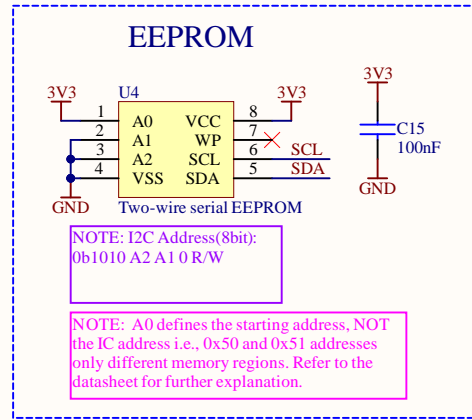 EEPROM
3V3
U4
3V3
3V3
1
A0
VCC
8
2
A1
WP
7
3
A2
SCL
6
SCL
4
VSS
SDA
5
SDA
C15
100nF
GND
Two-wire serial EEPROM
GND
NOTE: I2C Address(8bit):
0b1010 A2 A1 0 R/W
NOTE: A0 defines the starting address, NOT
the IC address i.e., 0x50 and 0x51 addresses
only different memory regions. Refer to the
datasheet for further explanation.